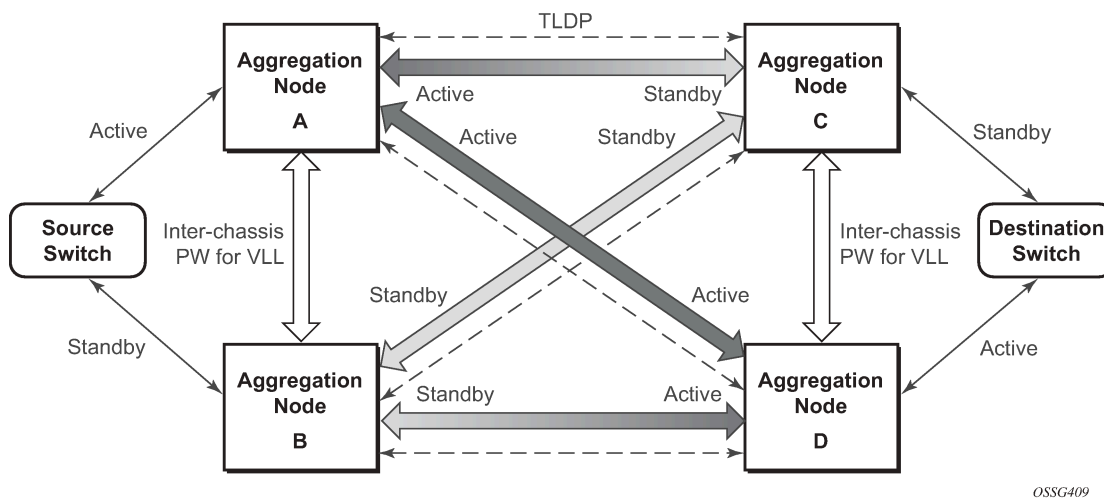 TLDP
Aggregation
Node
A
Aggregation
Node
C
Active
Standby
Active
Standby
Active
Standby
Source
Switch
Inter-chassis
PW for VLL
Inter-chassis
PW for VLL
Destination
Switch
Standby
Active
Standby
Active
Aggregation
Node
B
Standby
Active
Aggregation
Node
D
OSSG409